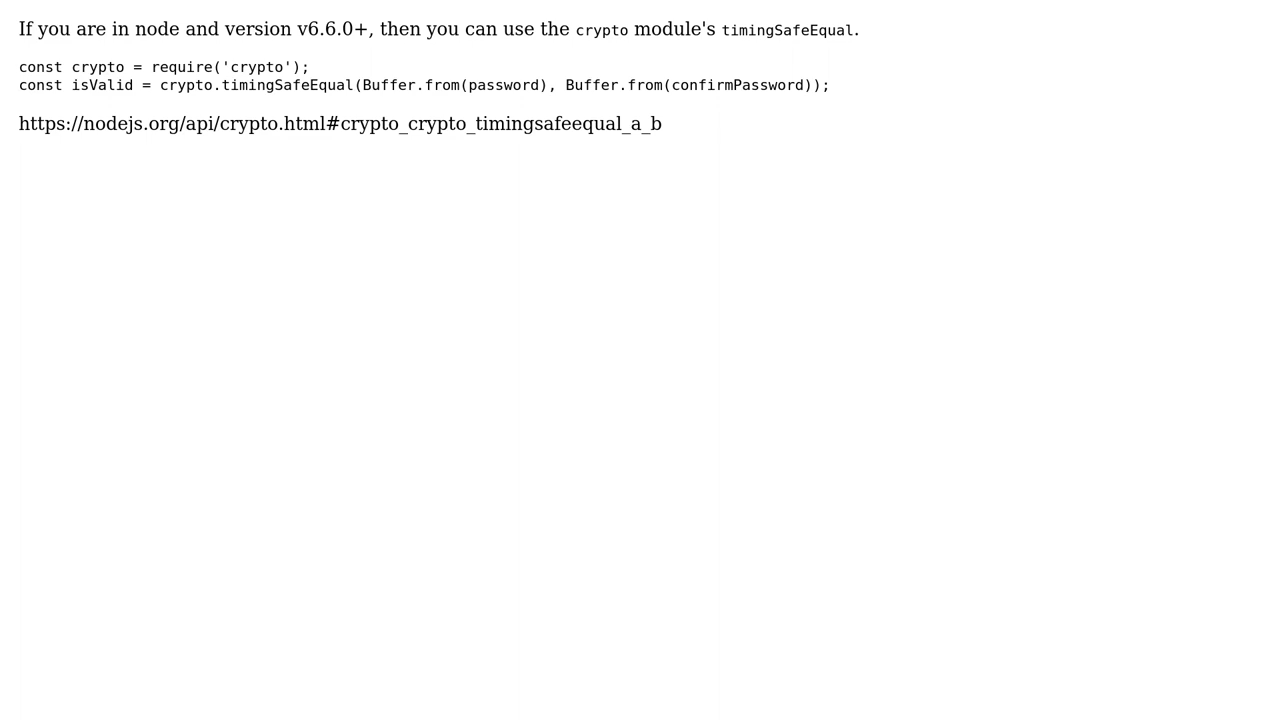 If you are in node and version v6.6.0+, then you can use the crypto module's timingSafeEqual.
const crypto = require('crypto');
const isValid = crypto.timingSafeEqual(Buffer.from(password), Buffer.from(confirmPassword));
https://nodejs.org/api/crypto.html#crypto_crypto_timingsafeequal_a_b